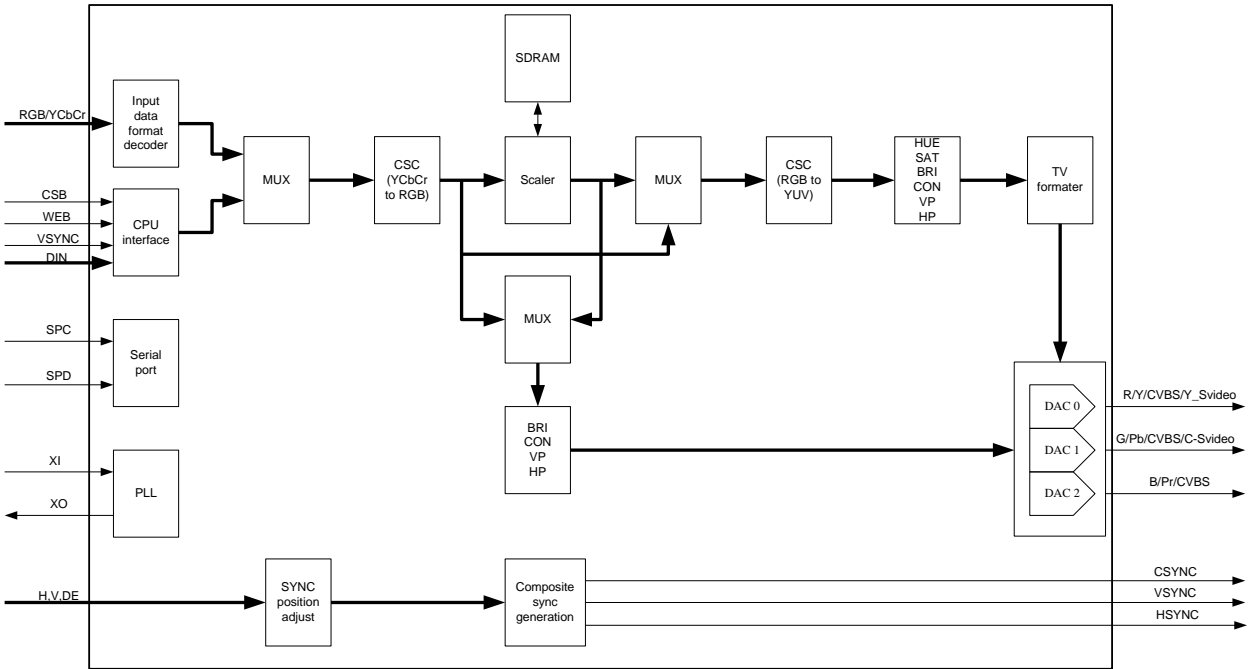 SDRAM
RGB/YCbCr
Input
data
format
decoder
MUX
CSC
(YCbCr
to RGB)
Scaler
MUX
CSC
(RGB to
YUV)
HUE
SAT
BRI
CON
VP
HP
TV
formater
CSB
WEB
VSYNC
DIN
CPU
interface
MUX
SPC
SPD
Serial
port
BRI
CON
VP
HP
DAC 0
DAC 1
DAC 2
R/Y/CVBS/Y_Svideo
G/Pb/CVBS/C-Svideo
B/Pr/CVBS
XI
XO
PLL
H,V,DE
SYNC
position
adjust
Composite
sync
generation
CSYNC
VSYNC
HSYNC